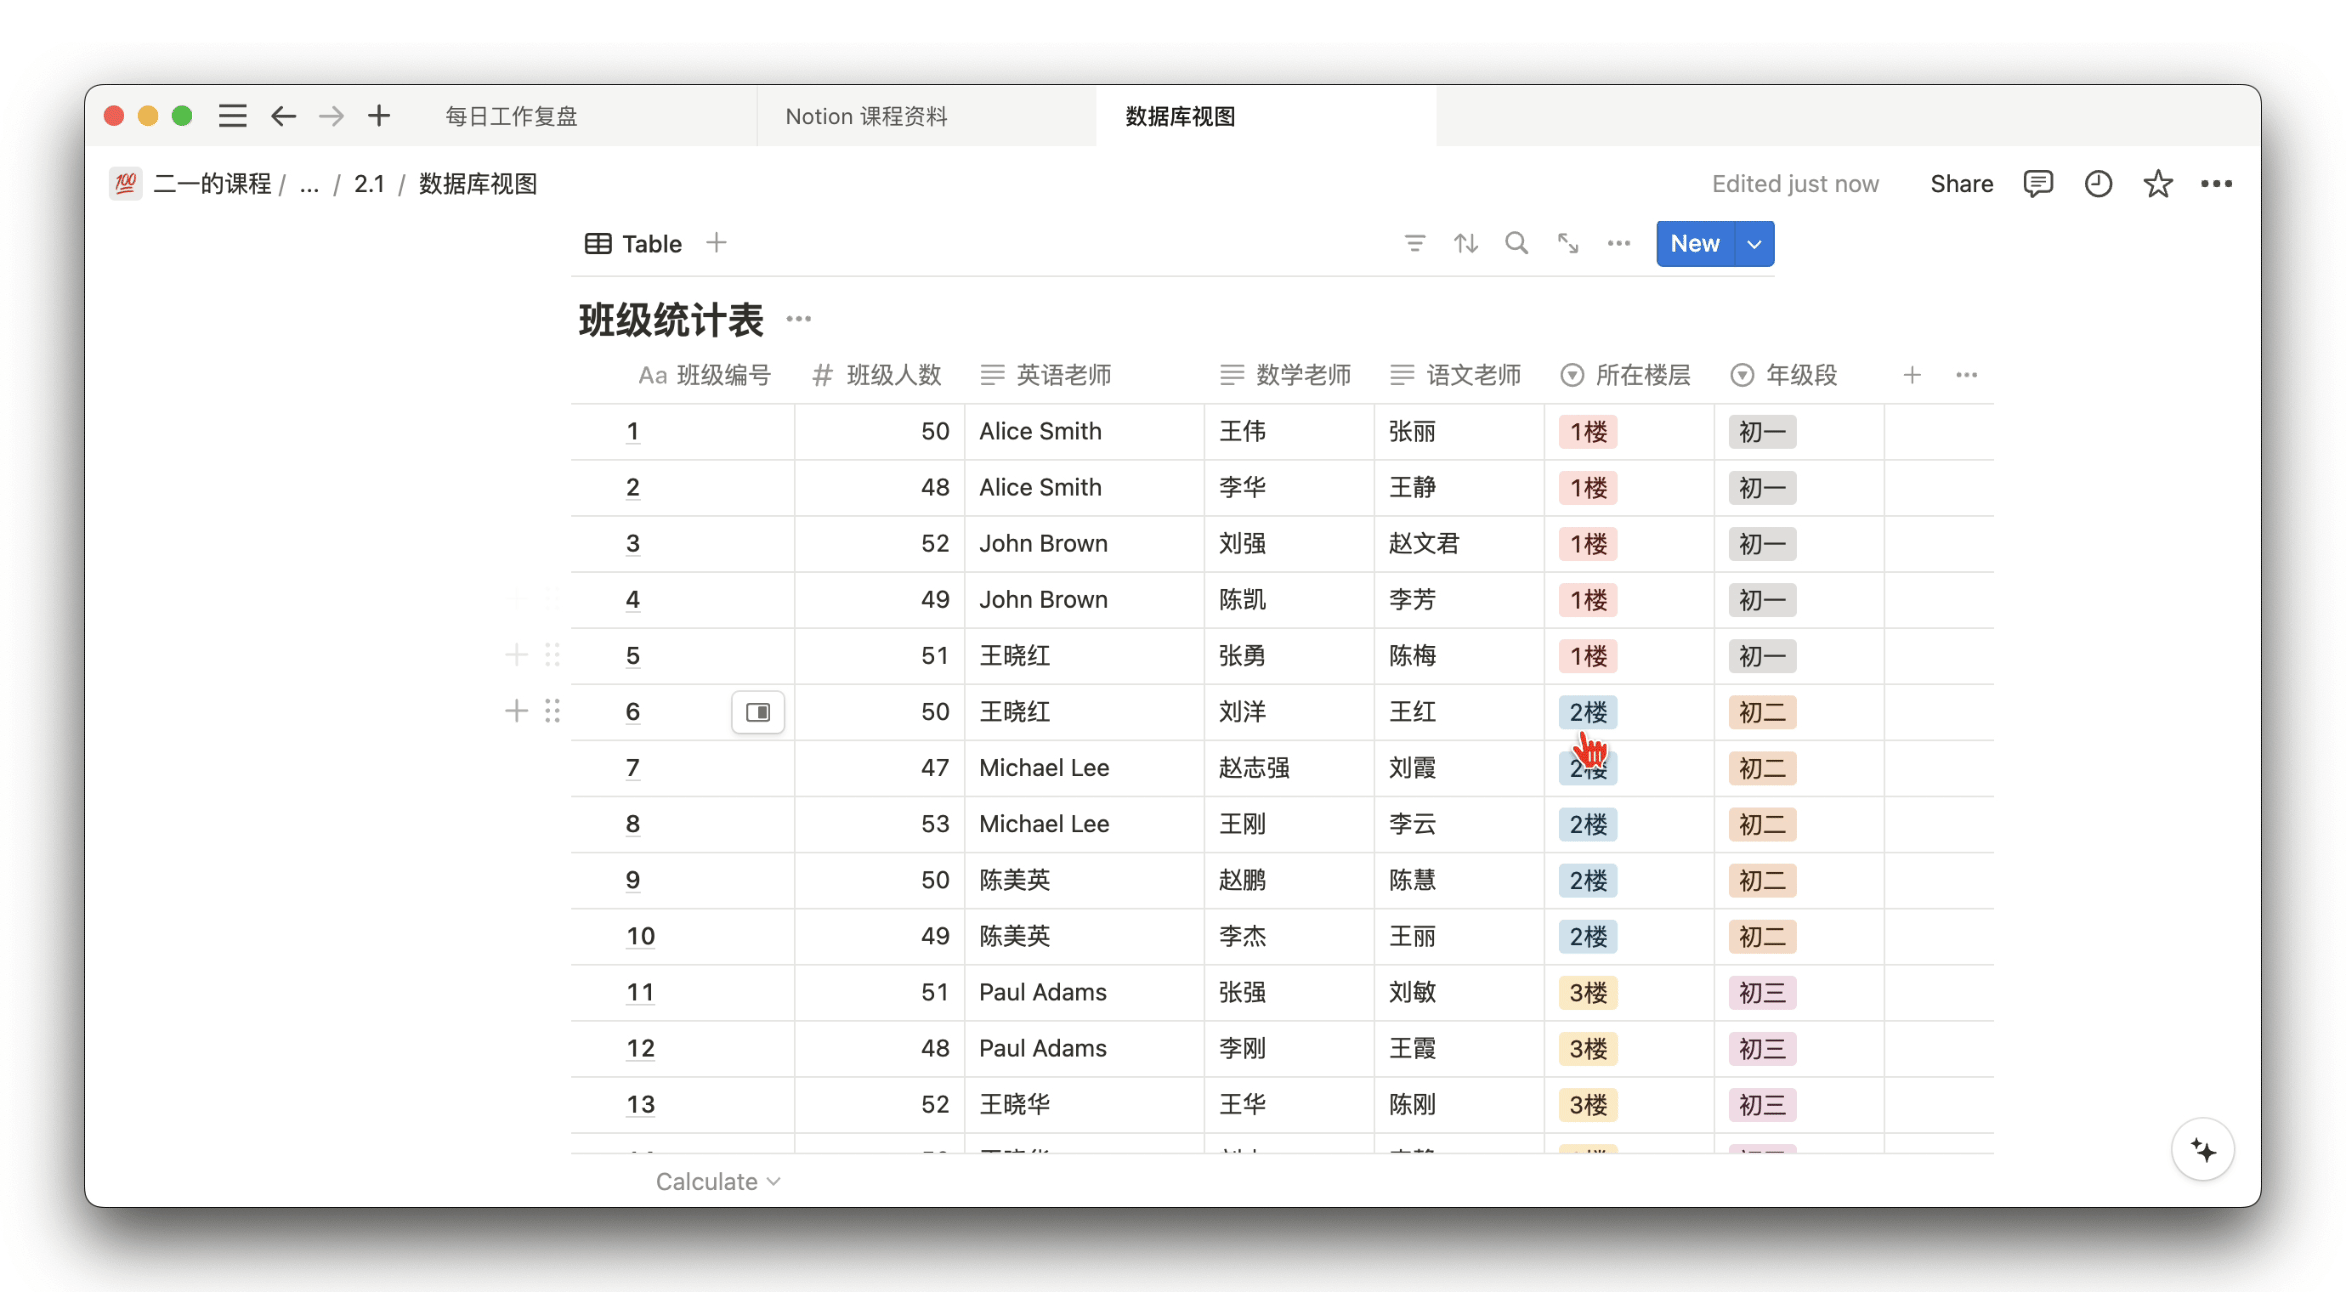 每日工作复盘 Notion 课程资料 数据库视图
💯 二一的课程 / ... / 2.1 / 数据库视图 Edited just now Share
Table New
班级统计表
Aa 班级编号 # 班级人数 英语老师 数学老师 语文老师 所在楼层 年级段
1 50 Alice Smith 王伟 张丽 1楼 初一
2 48 Alice Smith 李华 王静 1楼 初一
3 52 John Brown 刘强 赵文君 1楼 初一
4 49 John Brown 陈凯 李芳 1楼 初一
5 51 王晓红 张勇 陈梅 1楼 初一
6 50 王晓红 刘洋 王红 2楼 初二
7 47 Michael Lee 赵志强 刘霞 2楼 初二
8 53 Michael Lee 王刚 李云 2楼 初二
9 50 陈美英 赵鹏 陈慧 2楼 初二
10 49 陈美英 李杰 王丽 2楼 初二
11 51 Paul Adams 张强 刘敏 3楼 初三
12 48 Paul Adams 李刚 王霞 3楼 初三
13 52 王晓华 王华 陈刚 3楼 初三
Calculate